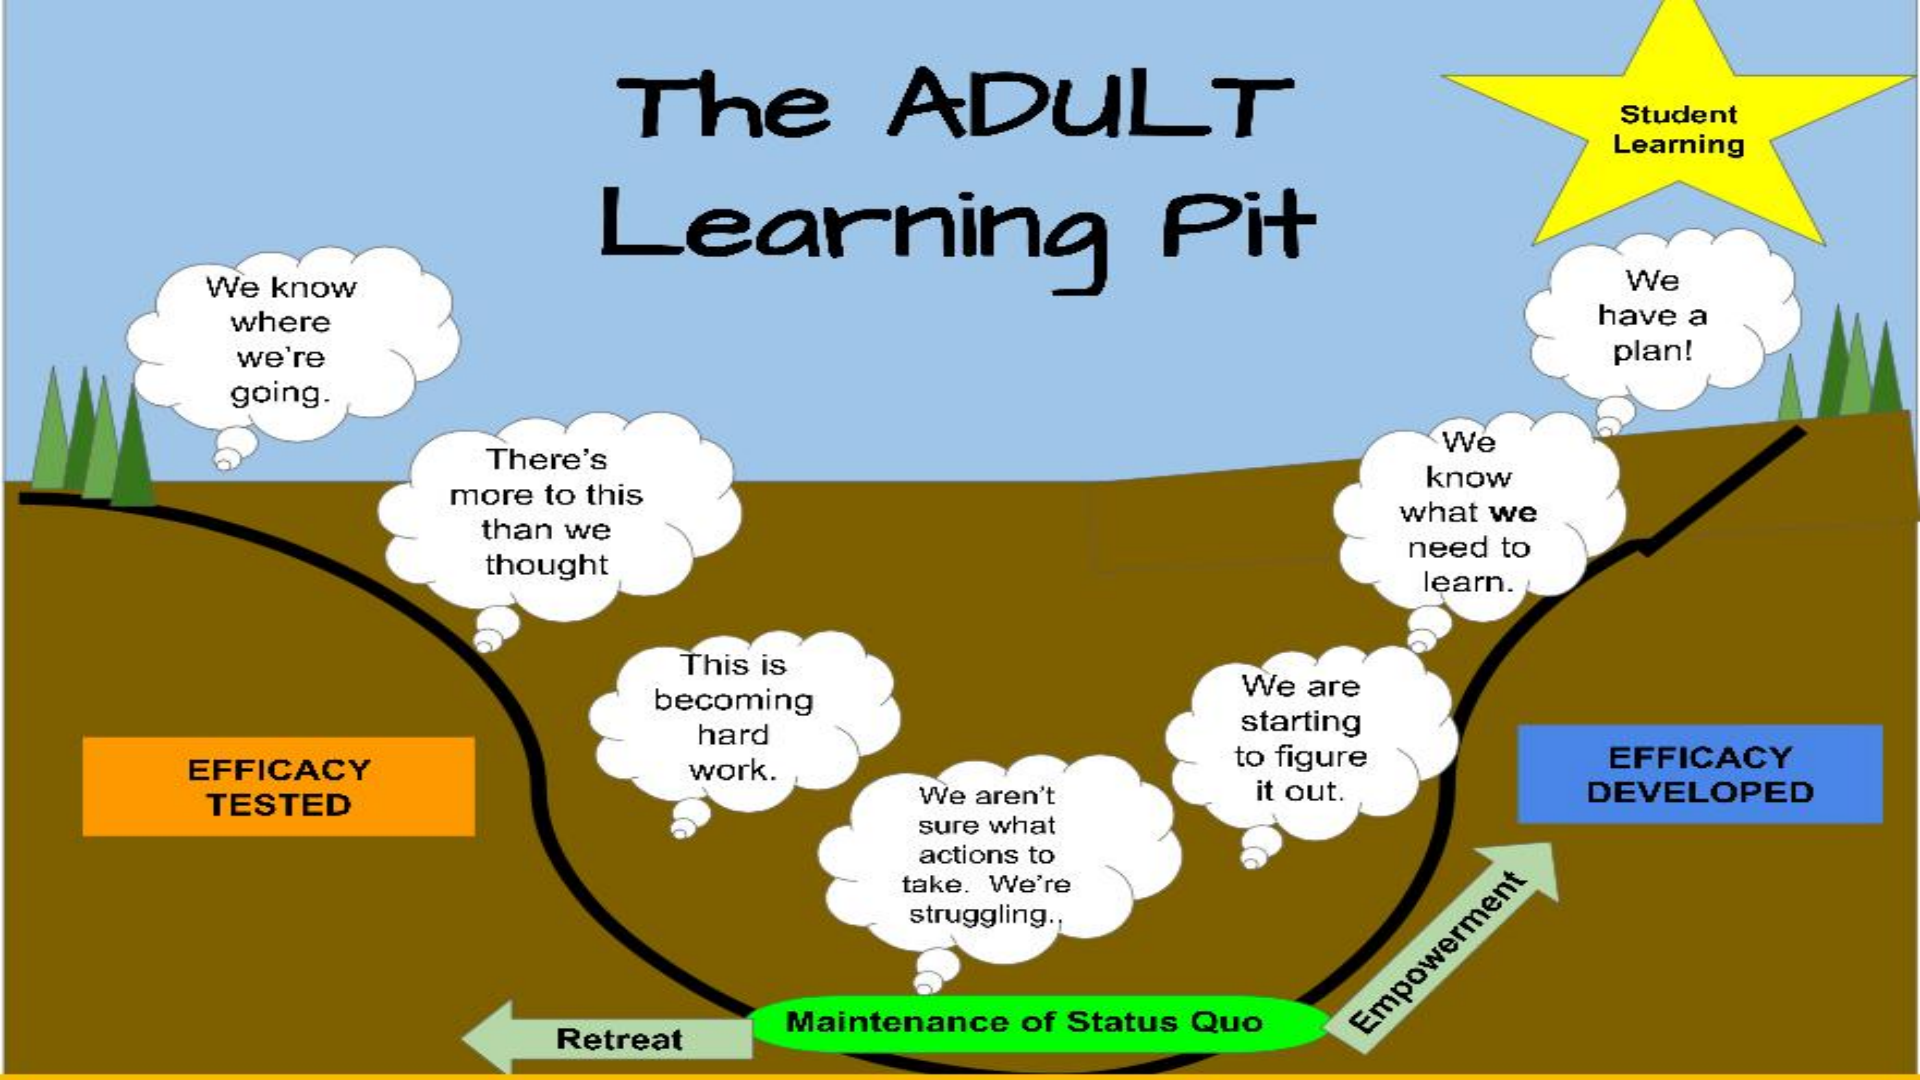 The ADULT
Learning Pit
Student
Learning
We know
where
we're
going.
There's
more to this
than we
thought
This is
becoming
hard
work.
We aren't
sure what
actions to
take. We're
struggling..
We are
starting
to figure
it out.
We
know
what we
need to
learn.
We
have a
plan!
EFFICACY
TESTED
EFFICACY
DEVELOPED
Retreat
Maintenance of Status Quo
Empowerment